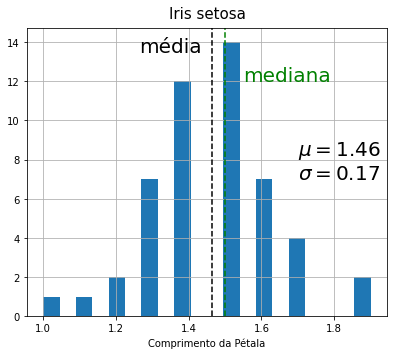 Iris setosa
média
mediana
μ = 1.46
σ = 0.17
14
12
10
8
6
4
2
0
1.0 1.2 1.4 1.6 1.8
Comprimento da Pétala